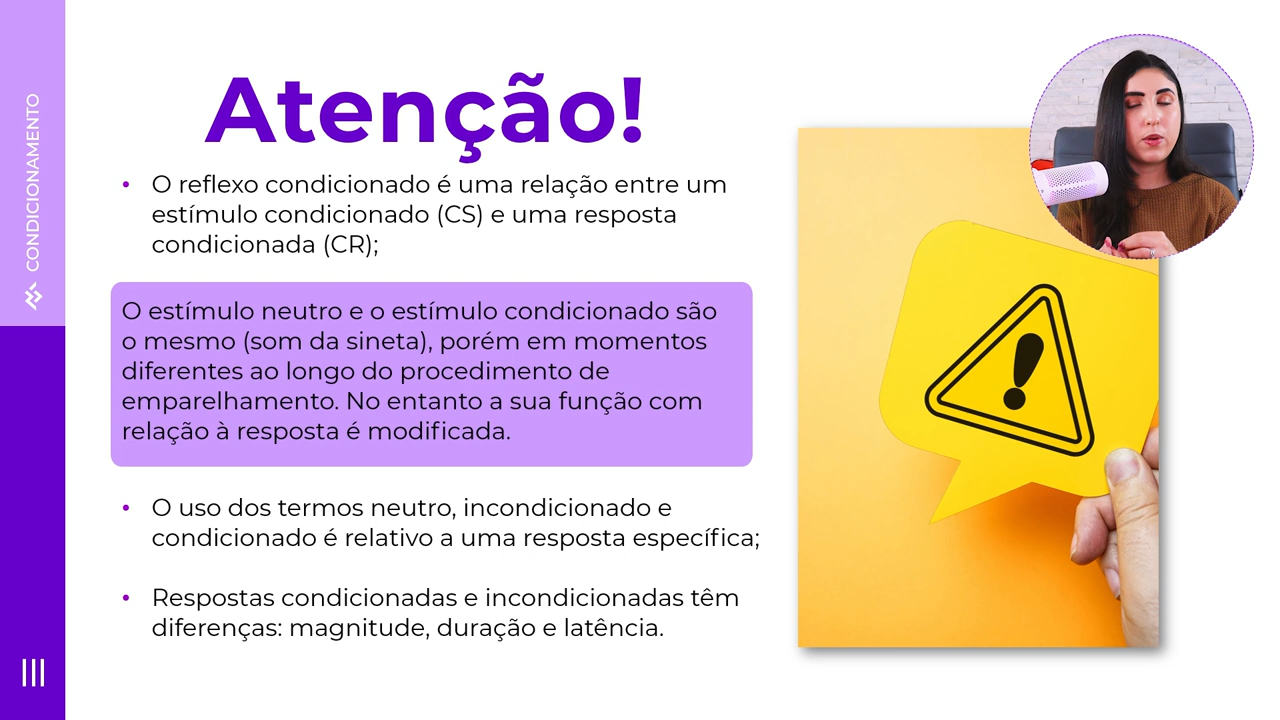 CONDICIONAMENTO
Atenção!
• O reflexo condicionado é uma relação entre um
estímulo condicionado (CS) e uma resposta
condicionada (CR);
O estímulo neutro e o estímulo condicionado são
o mesmo (som da sineta), porém em momentos
diferentes ao longo do procedimento de
emparelhamento. No entanto a sua função com
relação à resposta é modificada.
• O uso dos termos neutro, incondicionado e
condicionado é relativo a uma resposta específica;
• Respostas condicionadas e incondicionadas têm
diferenças: magnitude, duração e latência.